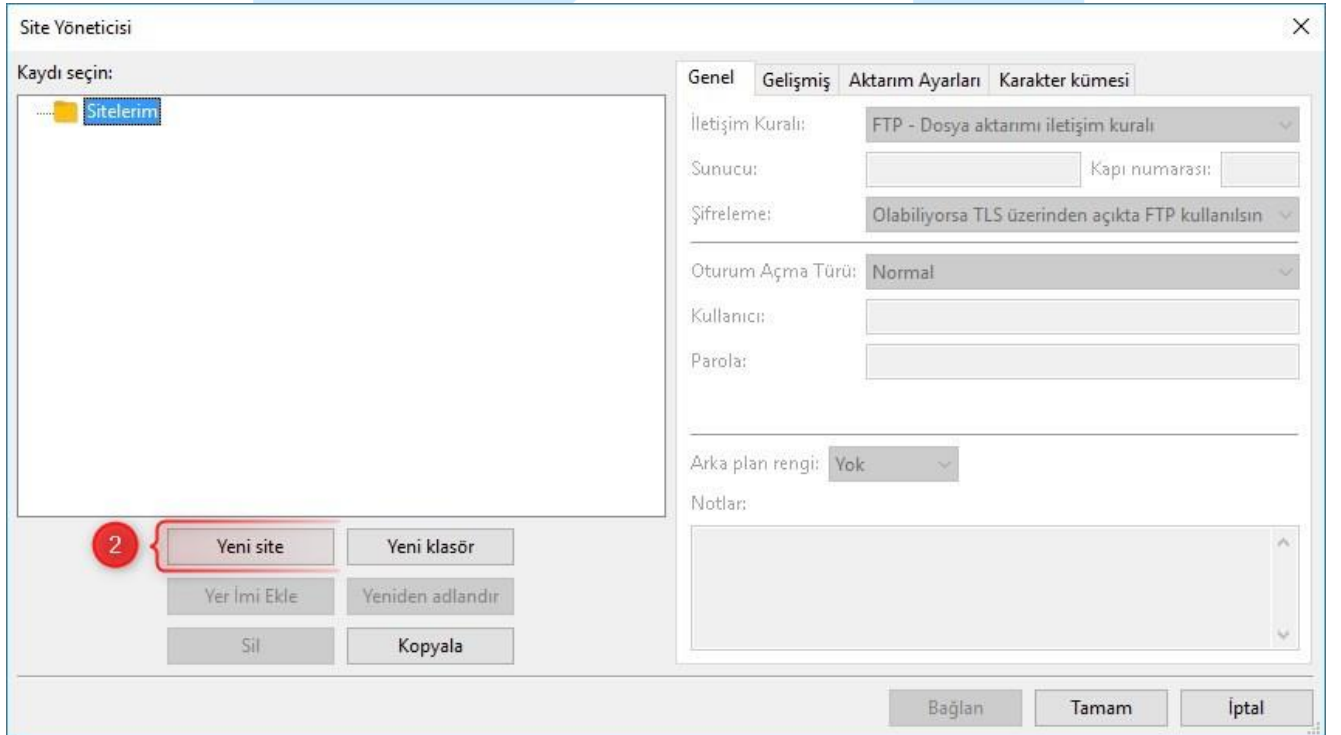 Site Yöneticisi
Kaydı seçin:
Sitelerim
2
Yeni site
Yeni klasör
Yer İmi Ekle
Yeniden adlandır
Sil
Kopyala
Genel Gelişmiş Aktarım Ayarları Karakter kümesi
İletişim Kuralı: FTP - Dosya aktarımı iletişim kuralı
Sunucu: Kapı numarası:
Şifreleme: Olabiliyorsa TLS üzerinden açıkta FTP kullanılsın
Oturum Açma Türü: Normal
Kullanıcı:
Parola:
Arka plan rengi: Yok
Notlar:
Bağlan Tamam İptal